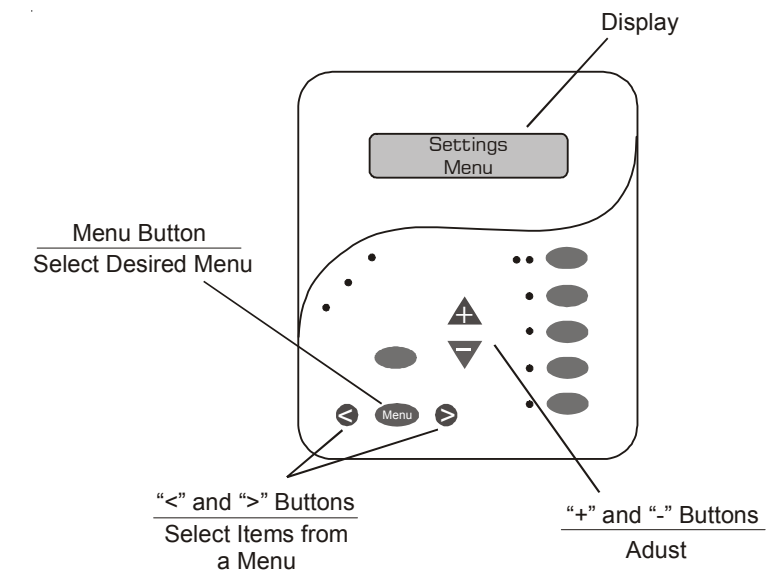 Display
Settings
Menu
Menu Button
Select Desired Menu
+
−
< Menu >
“<” and “>” Buttons
Select Items from
a Menu
“+” and “-” Buttons
Adust